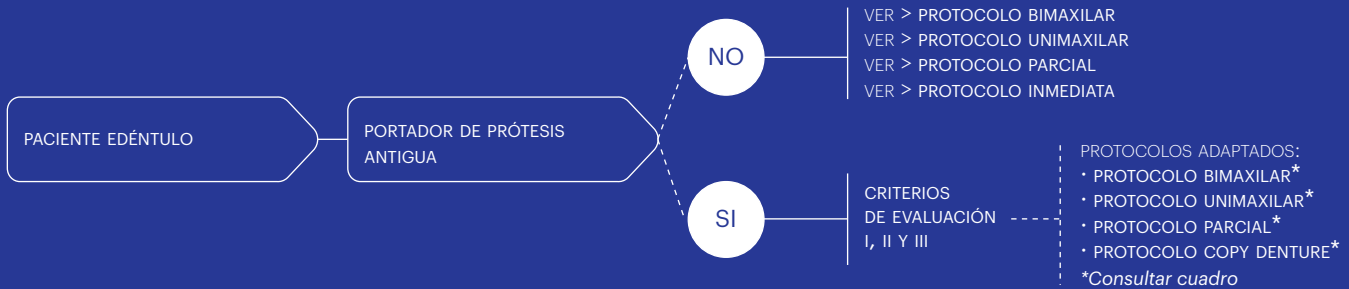 PACIENTE EDÉNTULO
PORTADOR DE PRÓTESIS
ANTIGUA
NO
VER > PROTOCOLO BIMAXILAR
VER > PROTOCOLO UNIMAXILAR
VER > PROTOCOLO PARCIAL
VER > PROTOCOLO INMEDIATA
SI
CRITERIOS
DE EVALUACIÓN
I, II Y III
PROTOCOLOS ADAPTADOS:
· PROTOCOLO BIMAXILAR*
· PROTOCOLO UNIMAXILAR*
· PROTOCOLO PARCIAL*
· PROTOCOLO COPY DENTURE*
*Consultar cuadro